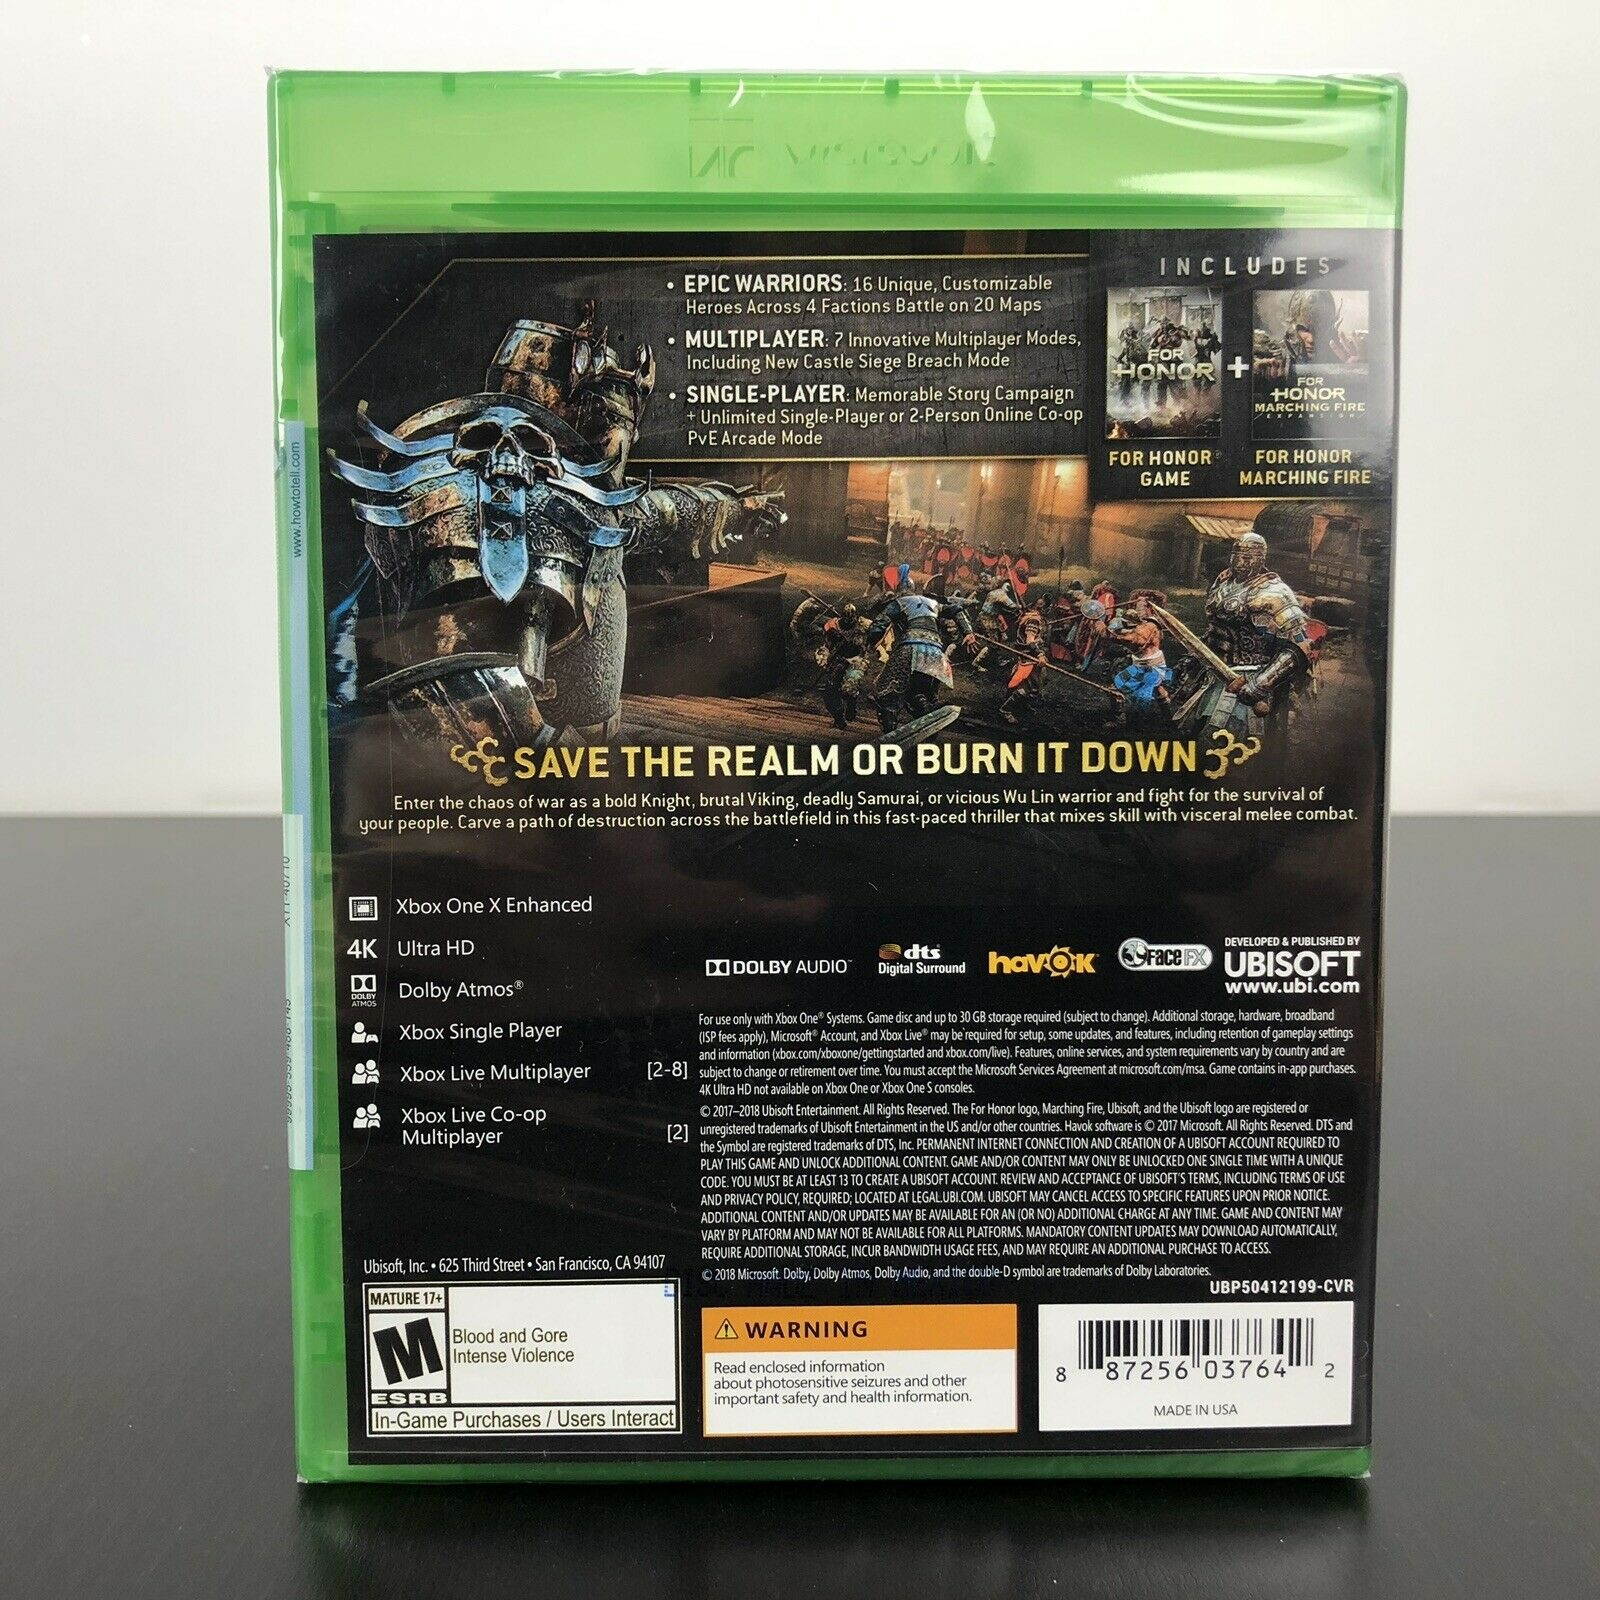 • EPIC WARRIORS: 16 Unique, Customizable
Heroes Across 4 Factions Battle on 20 Maps
• MULTIPLAYER: 7 Innovative Multiplayer Modes,
Including New Castle Siege Breach Mode
• SINGLE-PLAYER: Memorable Story Campaign
+ Unlimited Single-Player or 2-Person Online Co-op
PvE Arcade Mode
INCLUDES
FOR
HONOR
+
FOR
HONOR
MARCHING FIRE
EXPANSION
FOR HONOR®
GAME
FOR HONOR
MARCHING FIRE
www.howtotell.com
SAVE THE REALM OR BURN IT DOWN
Enter the chaos of war as a bold Knight, brutal Viking, deadly Samurai, or vicious Wu Lin warrior and fight for the survival of
your people. Carve a path of destruction across the battlefield in this fast-paced thriller that mixes skill with visceral melee combat.
Xbox One X Enhanced
4K Ultra HD
DOLBY ATMOS
Dolby Atmos®
Xbox Single Player
Xbox Live Multiplayer [2-8]
Xbox Live Co-op
Multiplayer [2]
DOLBY AUDIO™
dts
Digital Surround
havok
FaceFX
DEVELOPED & PUBLISHED BY
UBISOFT
www.ubi.com
For use only with Xbox One® Systems. Game disc and up to 30 GB storage required (subject to change). Additional storage, hardware, broadband
(ISP fees apply), Microsoft® Account, and Xbox Live® may be required for setup, some updates, and features, including retention of gameplay settings
and information (xbox.com/xboxone/gettingstarted and xbox.com/live). Features, online services, and system requirements vary by country and are
subject to change or retirement over time. You must accept the Microsoft Services Agreement at microsoft.com/msa. Game contains in-app purchases.
4K Ultra HD not available on Xbox One or Xbox One S consoles.
© 2017–2018 Ubisoft Entertainment. All Rights Reserved. The For Honor logo, Marching Fire, Ubisoft, and the Ubisoft logo are registered or
unregistered trademarks of Ubisoft Entertainment in the US and/or other countries. Havok software is © 2017 Microsoft. All Rights Reserved. DTS and
the Symbol are registered trademarks of DTS, Inc. PERMANENT INTERNET CONNECTION AND CREATION OF A UBISOFT ACCOUNT REQUIRED TO
PLAY THIS GAME AND UNLOCK ADDITIONAL CONTENT. GAME AND/OR CONTENT MAY ONLY BE UNLOCKED ONE SINGLE TIME WITH A UNIQUE
CODE. YOU MUST BE AT LEAST 13 TO CREATE A UBISOFT ACCOUNT. REVIEW AND ACCEPTANCE OF UBISOFT'S TERMS, INCLUDING TERMS OF USE
AND PRIVACY POLICY, REQUIRED; LOCATED AT LEGAL.UBI.COM. UBISOFT MAY CANCEL ACCESS TO SPECIFIC FEATURES UPON PRIOR NOTICE.
ADDITIONAL CONTENT AND/OR UPDATES MAY BE AVAILABLE FOR AN (OR NO) ADDITIONAL CHARGE AT ANY TIME. GAME AND CONTENT MAY
VARY BY PLATFORM AND MAY NOT BE AVAILABLE FOR ALL PLATFORMS. MANDATORY CONTENT UPDATES MAY DOWNLOAD AUTOMATICALLY,
REQUIRE ADDITIONAL STORAGE, INCUR BANDWIDTH USAGE FEES, AND MAY REQUIRE AN ADDITIONAL PURCHASE TO ACCESS.
© 2018 Microsoft. Dolby, Dolby Atmos, Dolby Audio, and the double-D symbol are trademarks of Dolby Laboratories.
UBP50412199-CVR
Ubisoft, Inc. • 625 Third Street • San Francisco, CA 94107
MATURE 17+
M
ESRB
Blood and Gore
Intense Violence
In-Game Purchases / Users Interact
WARNING
Read enclosed information
about photosensitive seizures and other
important safety and health information.
8 87256 03764 2
MADE IN USA